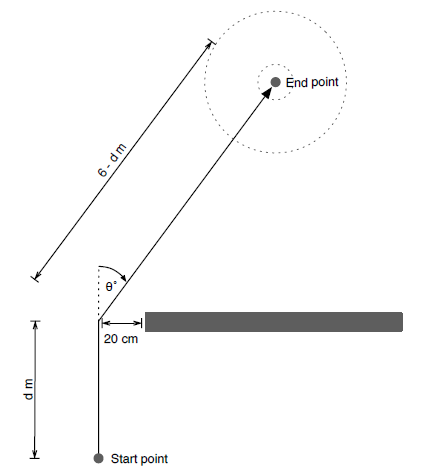 End point
6 - d m
θ°
20 cm
d m
Start point